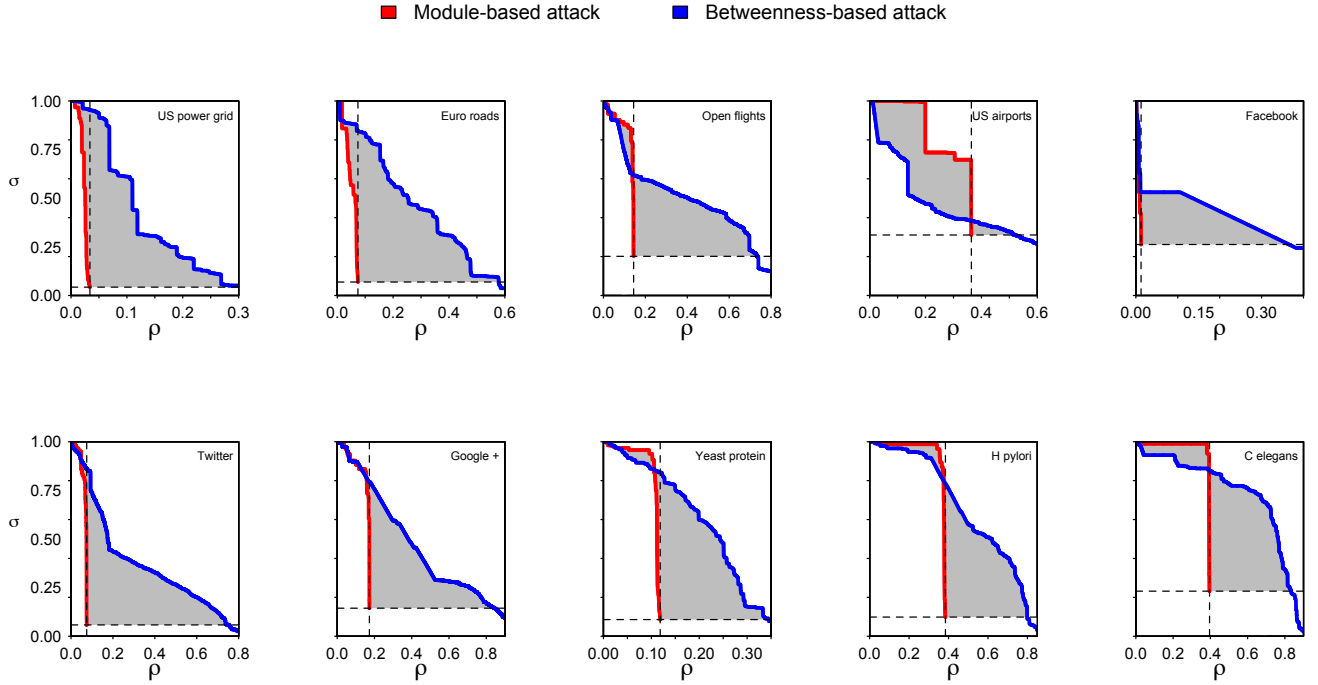 Module-based attack Betweenness-based attack
US power grid Euro roads Open flights US airports Facebook
1.00
0.75
σ
0.50
0.25
0.00
0.0 0.1 0.2 0.3 0.0 0.2 0.4 0.6 0.0 0.2 0.4 0.6 0.8 0.0 0.2 0.4 0.6 0.00 0.15 0.30
ρ ρ ρ ρ ρ
Twitter Google + Yeast protein H pylori C elegans
1.00
0.75
σ
0.50
0.25
0.00
0.0 0.2 0.4 0.6 0.8 0.0 0.2 0.4 0.6 0.8 0.00 0.10 0.20 0.30 0.0 0.2 0.4 0.6 0.8 0.0 0.2 0.4 0.6 0.8
ρ ρ ρ ρ ρ